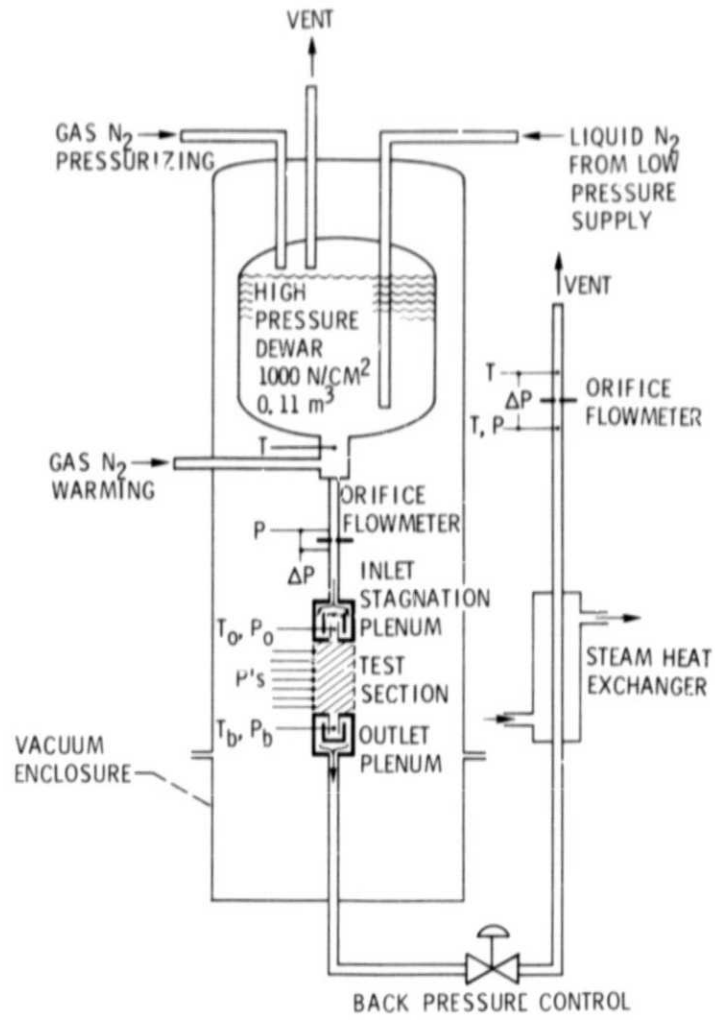 VENT
GAS N2
PRESSURIZING
LIQUID N2
FROM LOW
PRESSURE
SUPPLY
HIGH
PRESSURE
DEWAR
1000 N/CM2
0.11 m3
VENT
T
ΔP
T, P
ORIFICE
FLOWMETER
T
GAS N2
WARMING
ORIFICE
FLOWMETER
P
ΔP
INLET
STAGNATION
PLENUM
To, Po
P's
TEST
SECTION
STEAM HEAT
EXCHANGER
Tb, Pb
OUTLET
PLENUM
VACUUM
ENCLOSURE
BACK PRESSURE CONTROL